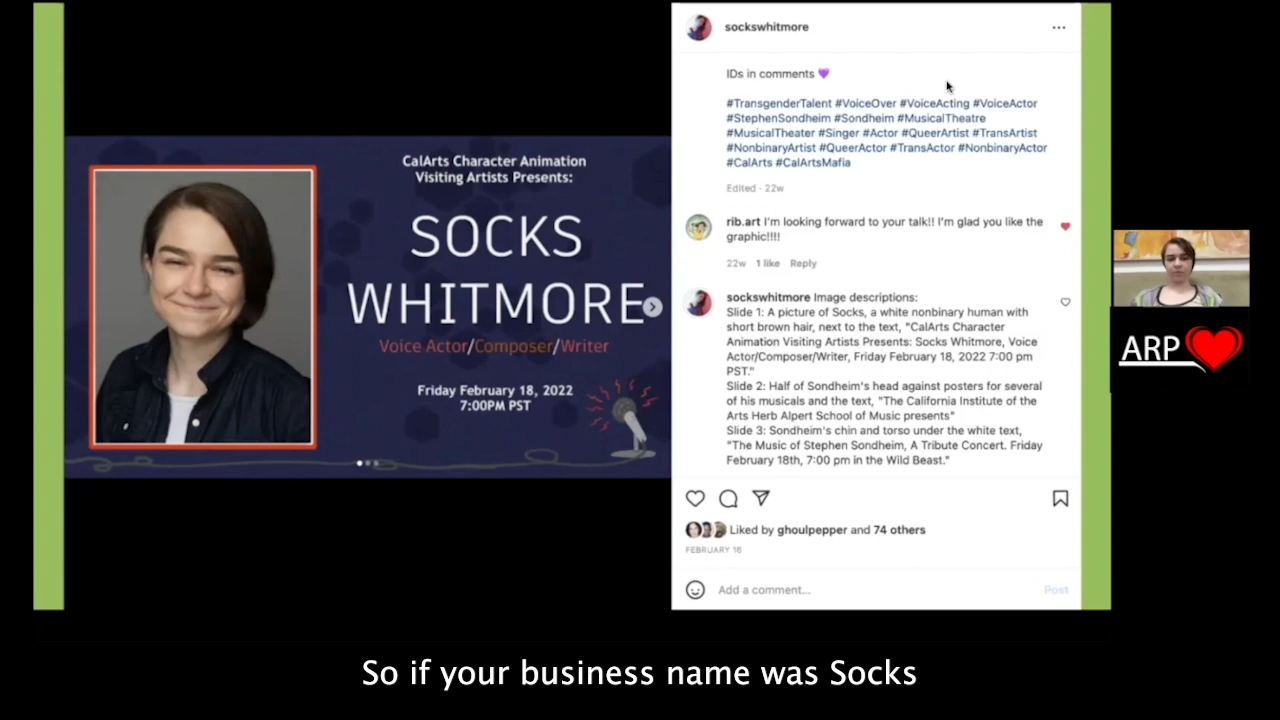 CalArts Character Animation
Visiting Artists Presents:
SOCKS
WHITMORE
Voice Actor/Composer/Writer
Friday February 18, 2022
7:00PM PST
sockswhitmore
IDs in comments
#TransgenderTalent #VoiceOver #VoiceActing #VoiceActor
#StephenSondheim #Sondheim #MusicalTheatre
#MusicalTheater #Singer #Actor #QueerArtist #TransArtist
#NonbinaryArtist #QueerActor #TransActor #NonbinaryActor
#CalArts #CalArtsMafia
Edited · 22w
rib.art I'm looking forward to your talk!! I'm glad you like the
graphic!!!!
22w 1 like Reply
sockswhitmore Image descriptions:
Slide 1: A picture of Socks, a white nonbinary human with
short brown hair, next to the text, "CalArts Character
Animation Visiting Artists Presents: Socks Whitmore, Voice
Actor/Composer/Writer, Friday February 18, 2022 7:00 pm
PST."
Slide 2: Half of Sondheim's head against posters for several
of his musicals and the text, "The California Institute of the
Arts Herb Alpert School of Music presents"
Slide 3: Sondheim's chin and torso under the white text,
"The Music of Stephen Sondheim, A Tribute Concert. Friday
February 18th, 7:00 pm in the Wild Beast."
Liked by ghoulpepper and 74 others
FEBRUARY 16
Add a comment...
Post
ARP
So if your business name was Socks